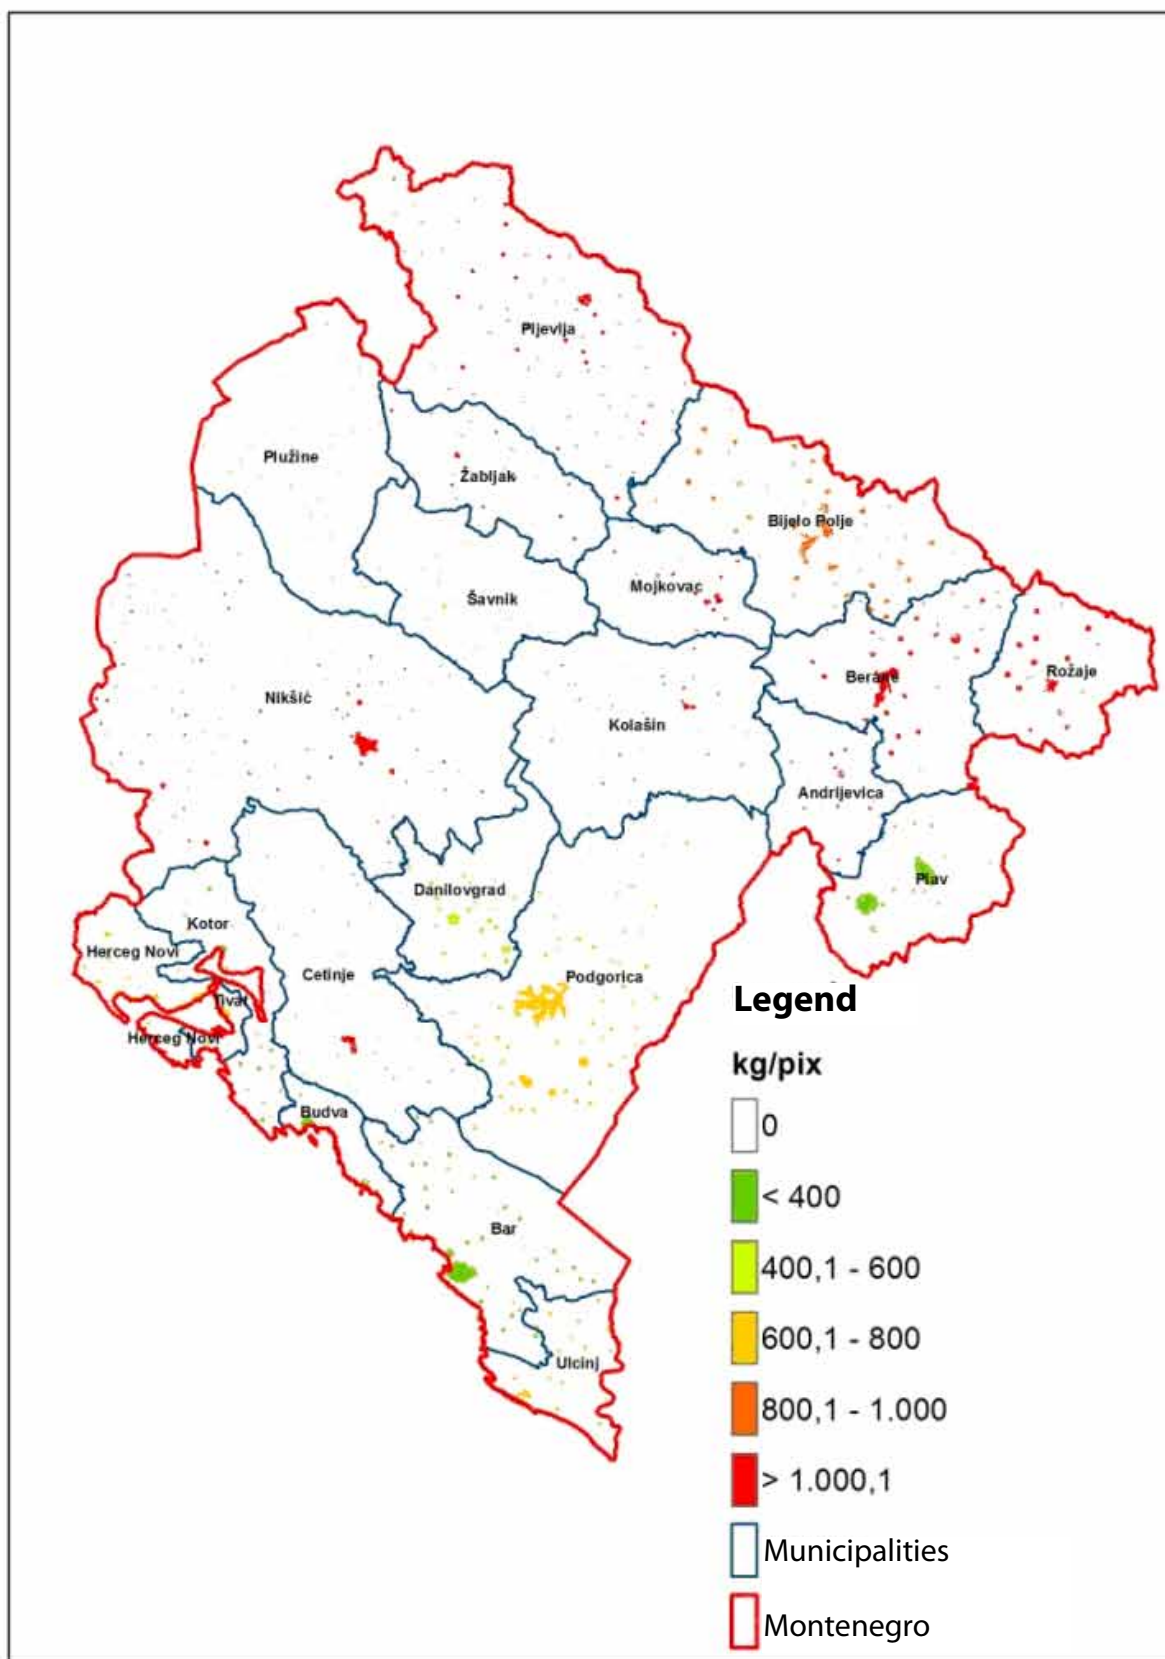 Pljevlja
Plužine
Žabljak
Bijelo Polje
Šavnik
Mojkovac
Berane
Rožaje
Nikšić
Kolašin
Andrijevica
Danilovgrad
Plav
Kotor
Herceg Novi
Cetinje
Podgorica
Tivat
Herceg Novi
Budva
Bar
Ulcinj
Legend
kg/pix
0
< 400
400,1 - 600
600,1 - 800
800,1 - 1.000
> 1.000,1
Municipalities
Montenegro